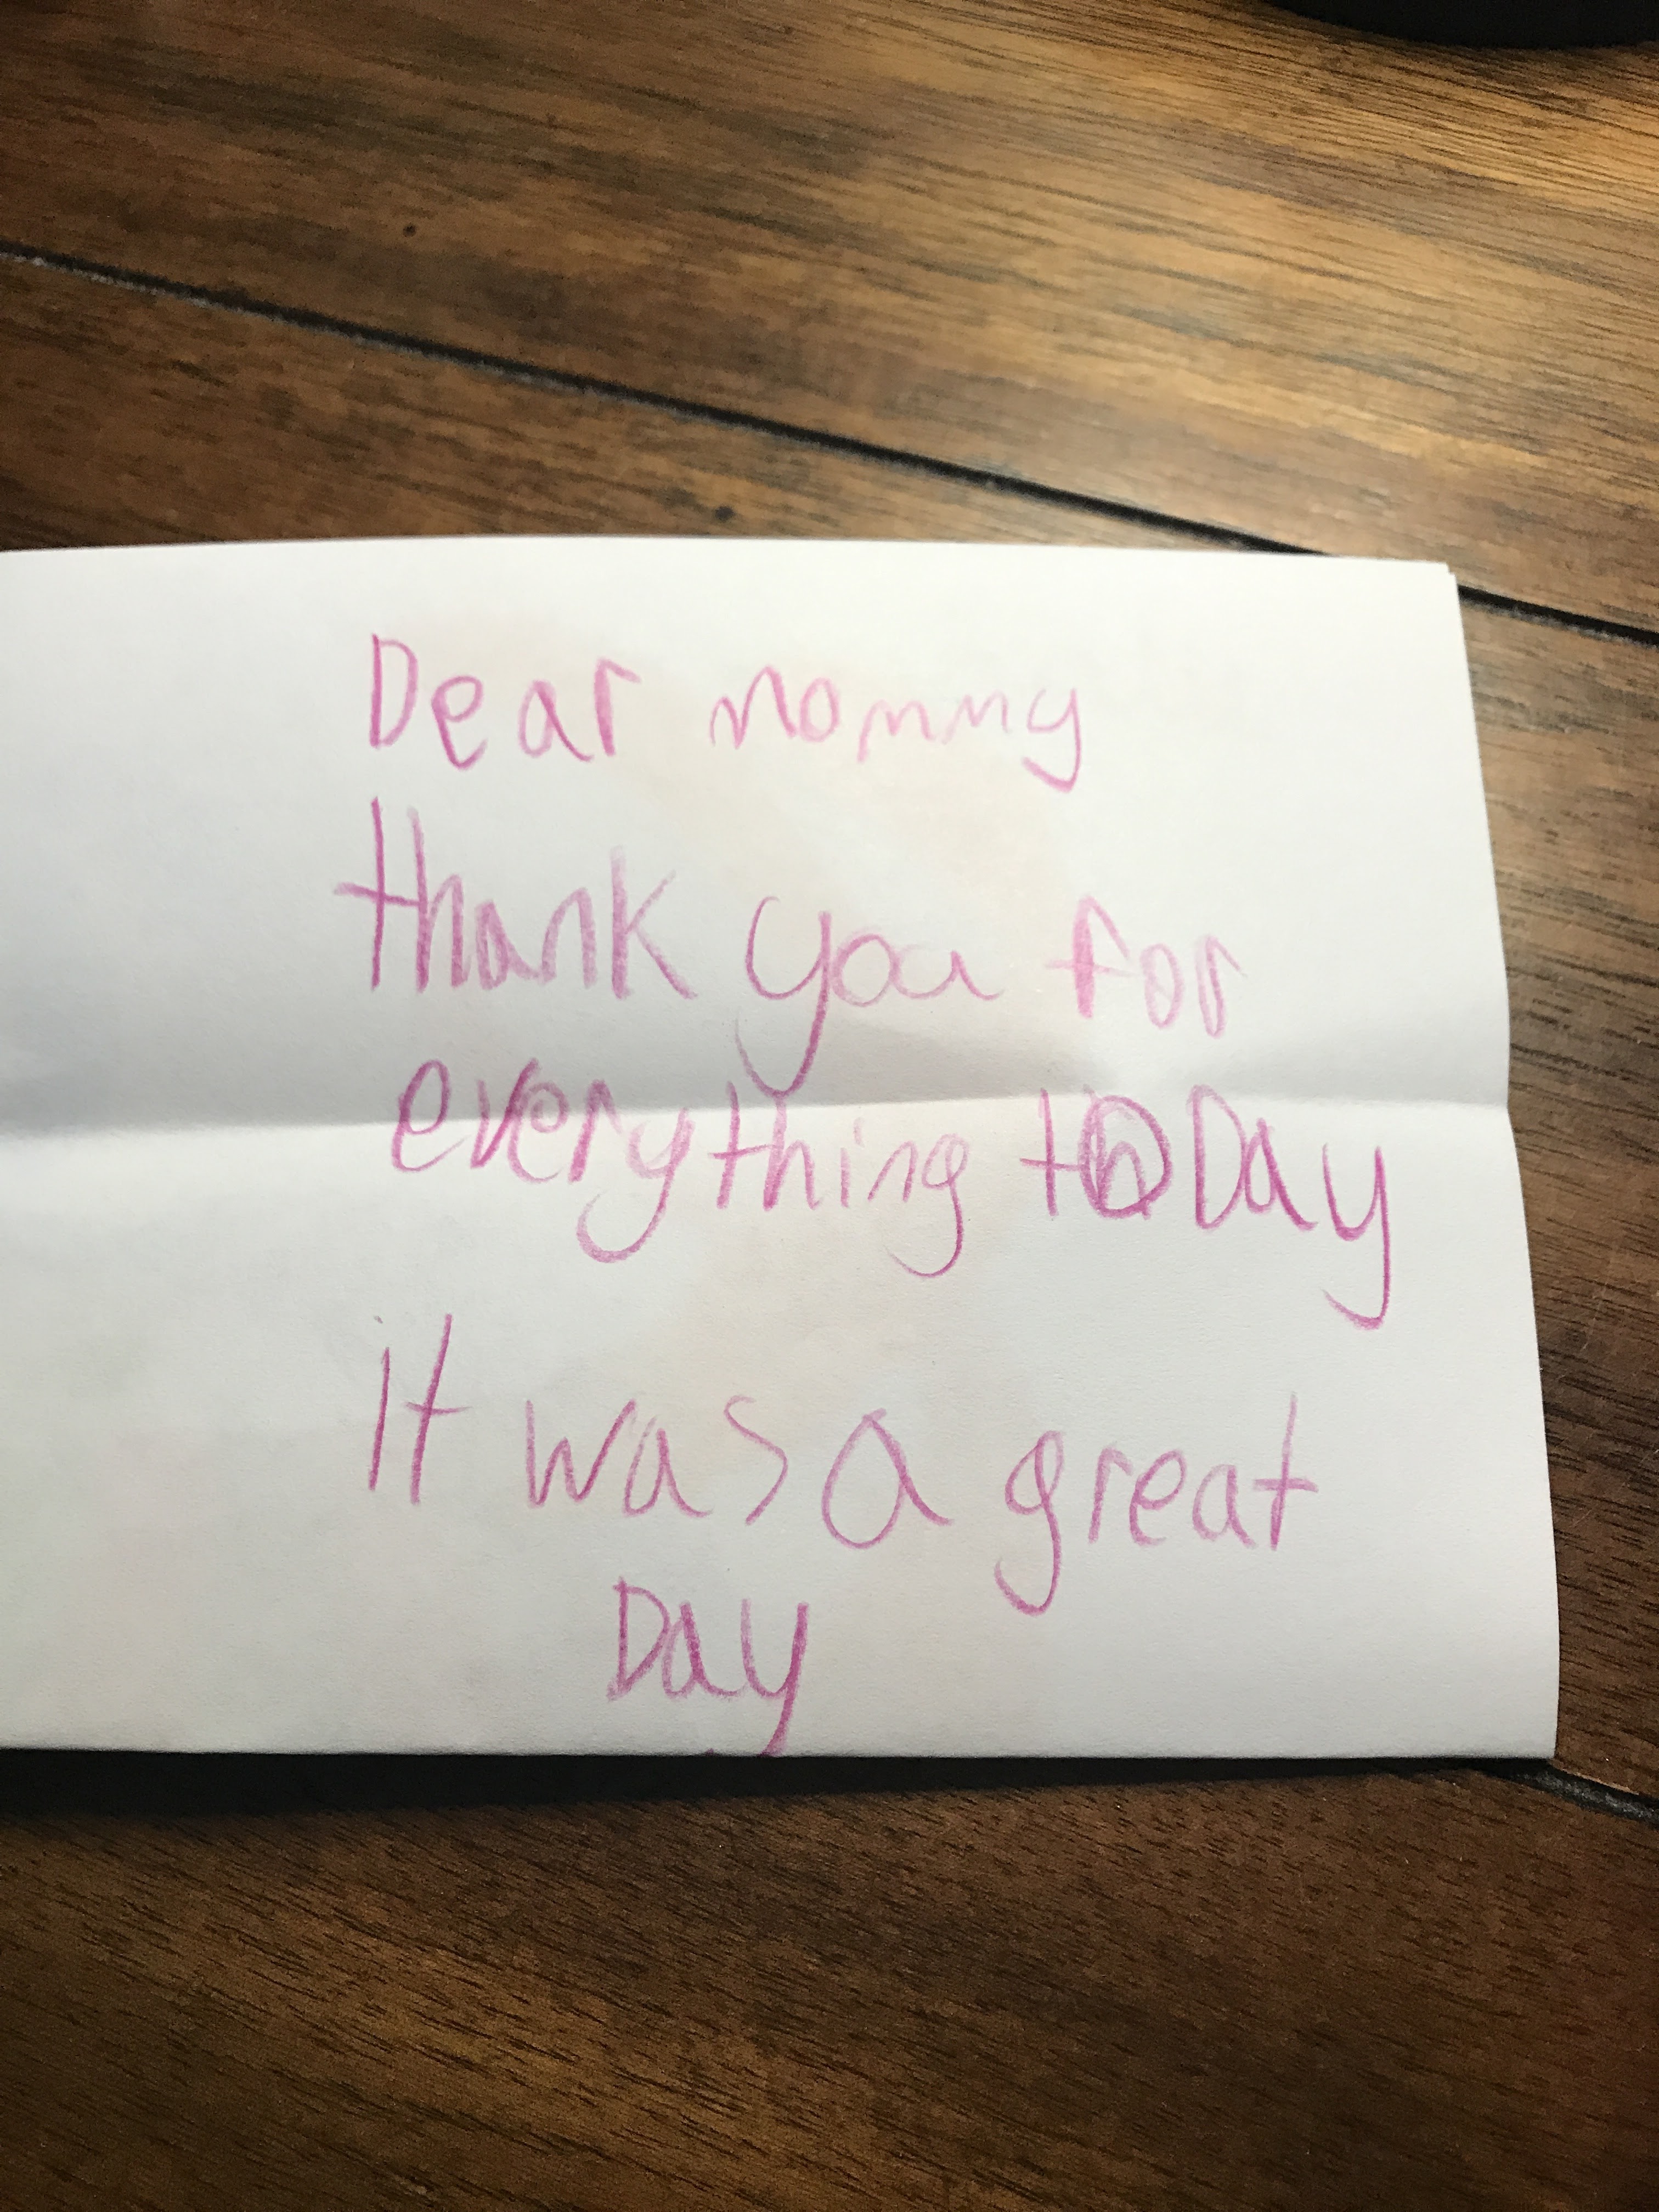 Dear mommy
thank you for
everything toDay
it was a great
Day